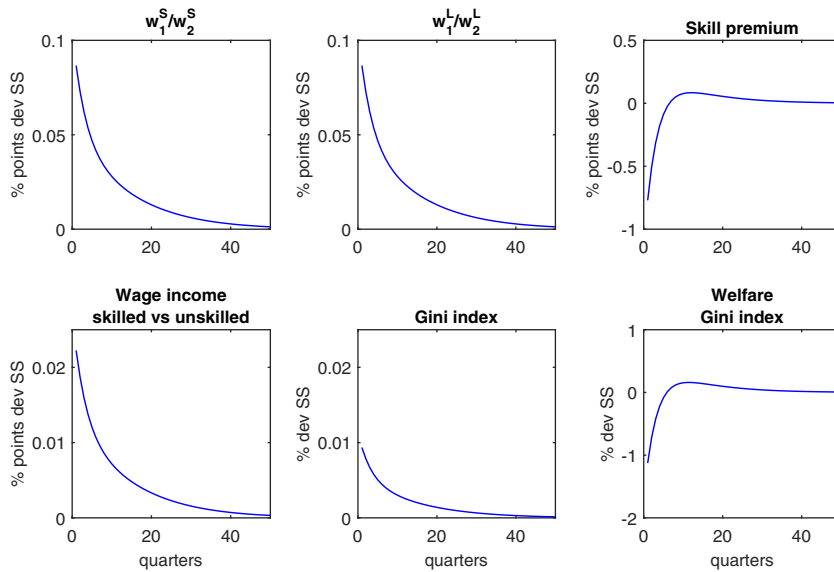 w₁ˢ/w₂ˢ
% points dev SS
0.1
0.05
0
0
20
40
w₁ᴸ/w₂ᴸ
% points dev SS
0.1
0.05
0
0
20
40
Skill premium
% points dev SS
0.5
0
-0.5
-1
0
20
40
Wage income
skilled vs unskilled
% points dev SS
0.02
0.01
0
0
20
40
quarters
Gini index
% dev SS
0.02
0.01
0
0
20
40
quarters
Welfare
Gini index
% dev SS
1
0
-1
-2
0
20
40
quarters